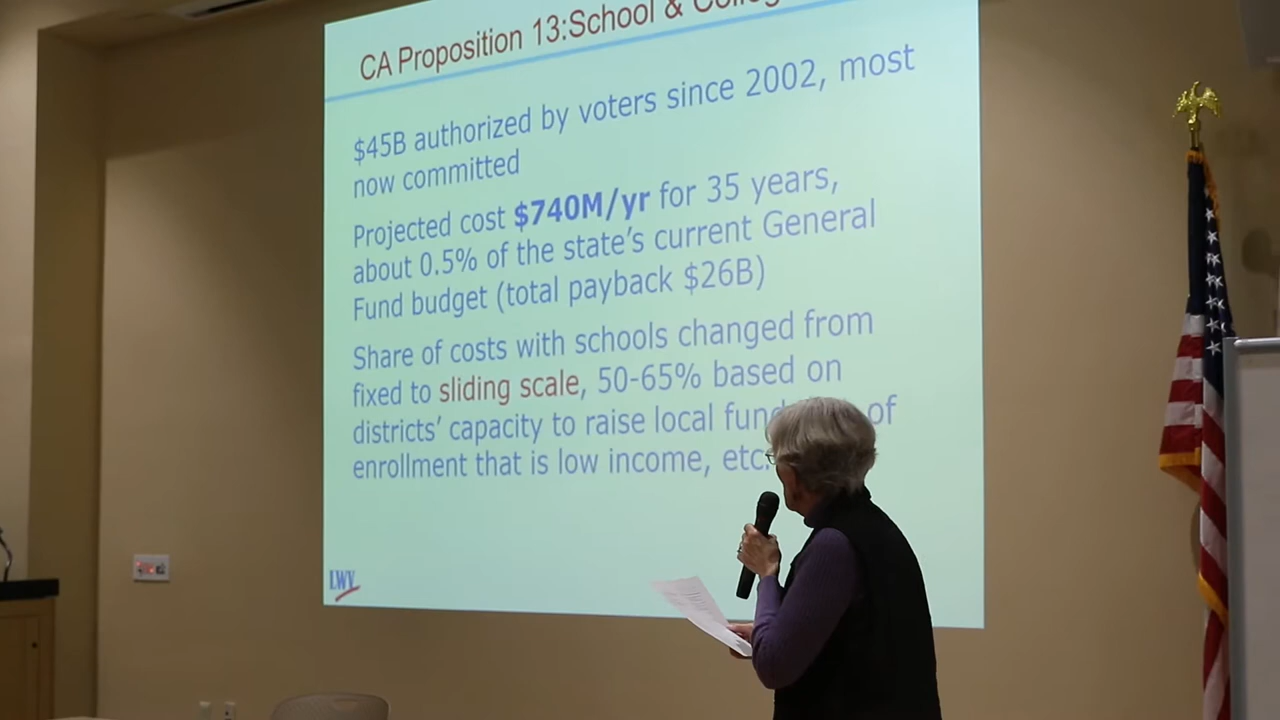 CA Proposition 13:School &
$45B authorized by voters since 2002, most
now committed
Projected cost $740M/yr for 35 years,
about 0.5% of the state's current General
Fund budget (total payback $26B)
Share of costs with schools changed from
fixed to sliding scale, 50-65% based on
districts' capacity to raise local of
enrollment that is low income, etc.
LWV